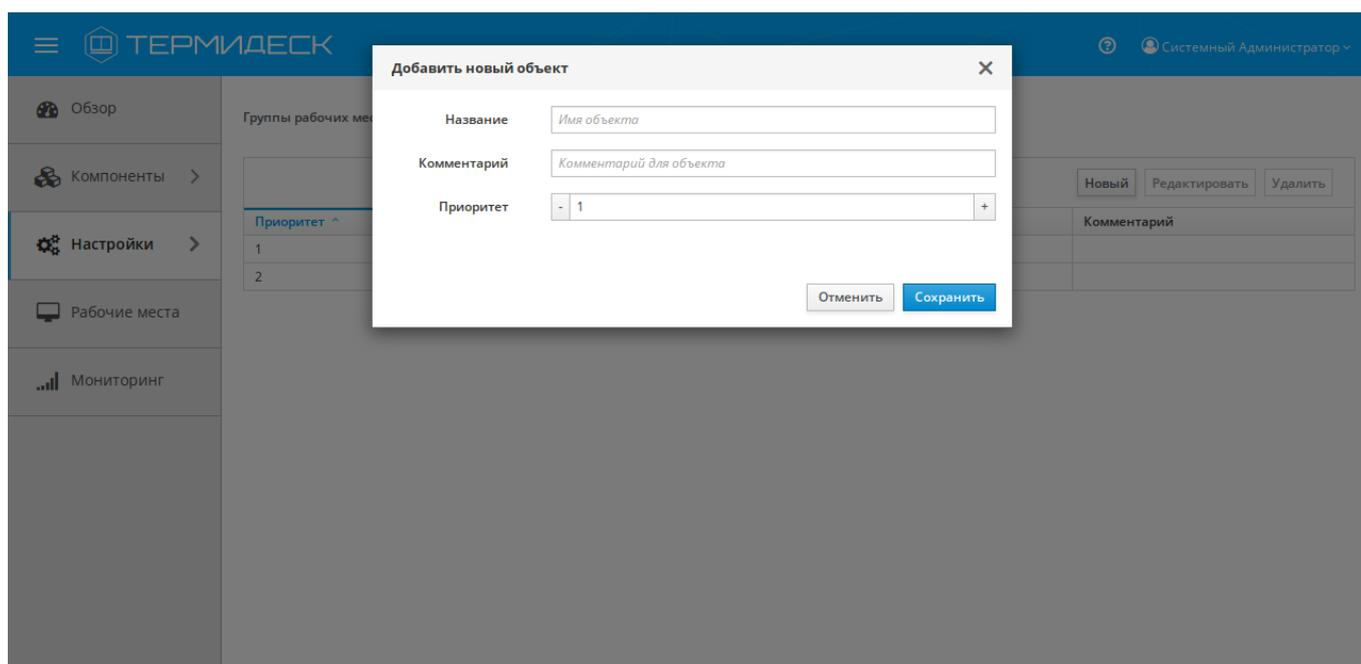 ТЕРМИДЕСК
Системный Администратор
Добавить новый объект
Обзор
Группы рабочих
Название
Имя объекта
Компоненты
Комментарий
Комментарий для объекта
Новый Редактировать Удалить
Приоритет
- 1 +
Приоритет
Комментарий
Настройки
1
2
Отменить Сохранить
Рабочие места
Мониторинг